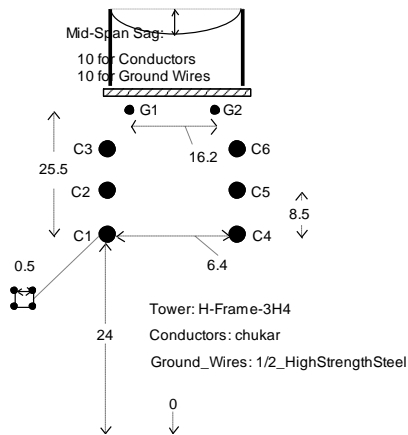 Mid-Span Sag:
10 for Conductors
10 for Ground Wires
G1 G2
C3 C6
16.2
25.5
C2 C5
8.5
C1 C4
0.5
6.4
Tower: H-Frame-3H4
24
Conductors: chukar
Ground_Wires: 1/2_HighStrengthSteel
0